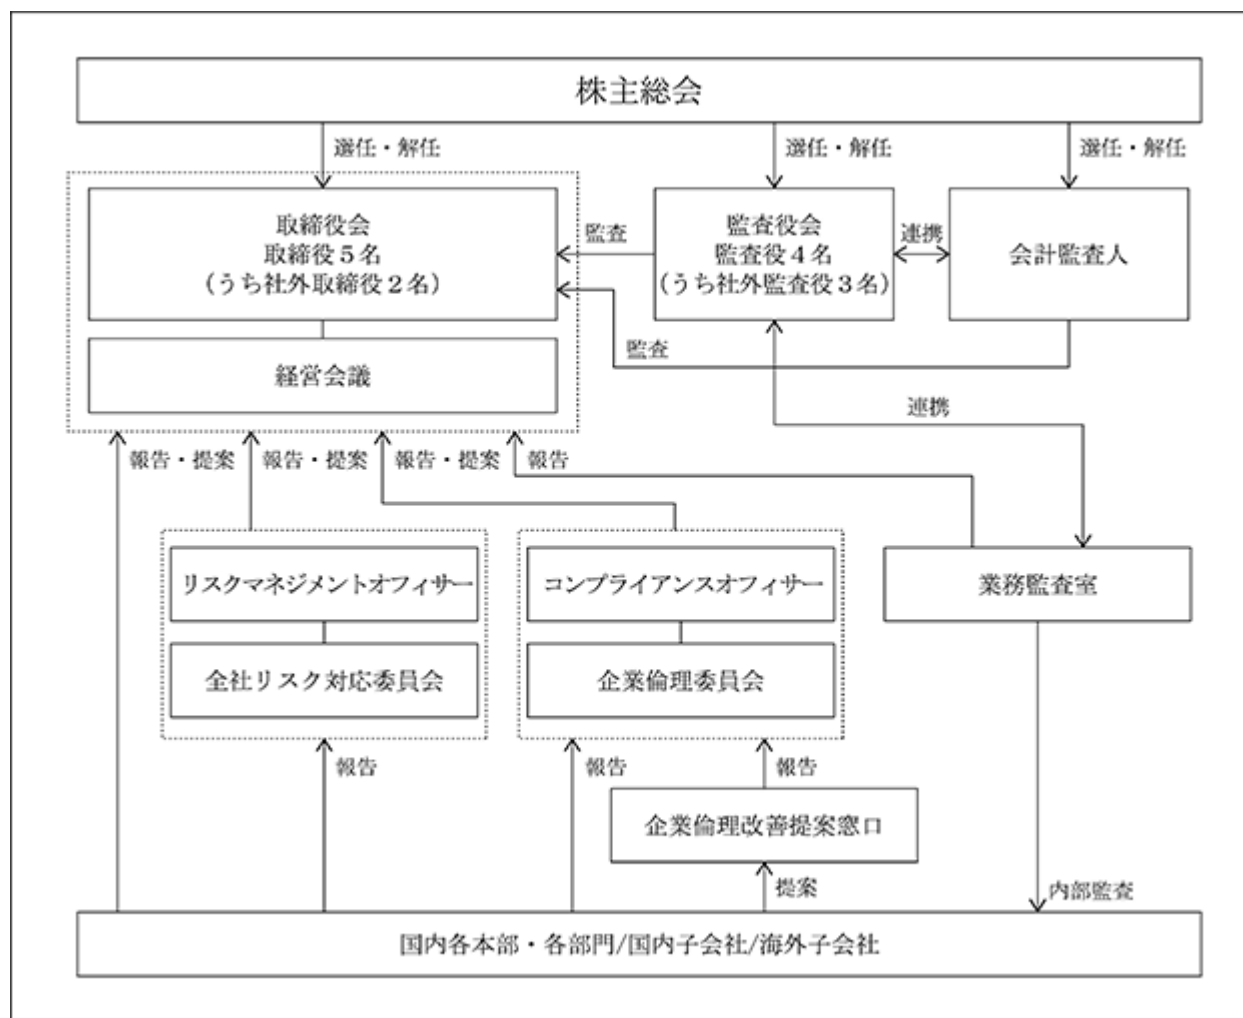 株主総会
選任・解任
選任・解任
選任・解任
取締役会
取締役5名
(うち社外取締役2名)
監査
監査役会
監査役4名
(うち社外監査役3名)
連携
会計監査人
監査
経営会議
連携
報告・提案
報告・提案
報告・提案
報告
リスクマネジメントオフィサー
コンプライアンスオフィサー
業務監査室
全社リスク対応委員会
企業倫理委員会
報告
報告
報告
企業倫理改善提案窓口
提案
内部監査
国内各本部・各部門/国内子会社/海外子会社